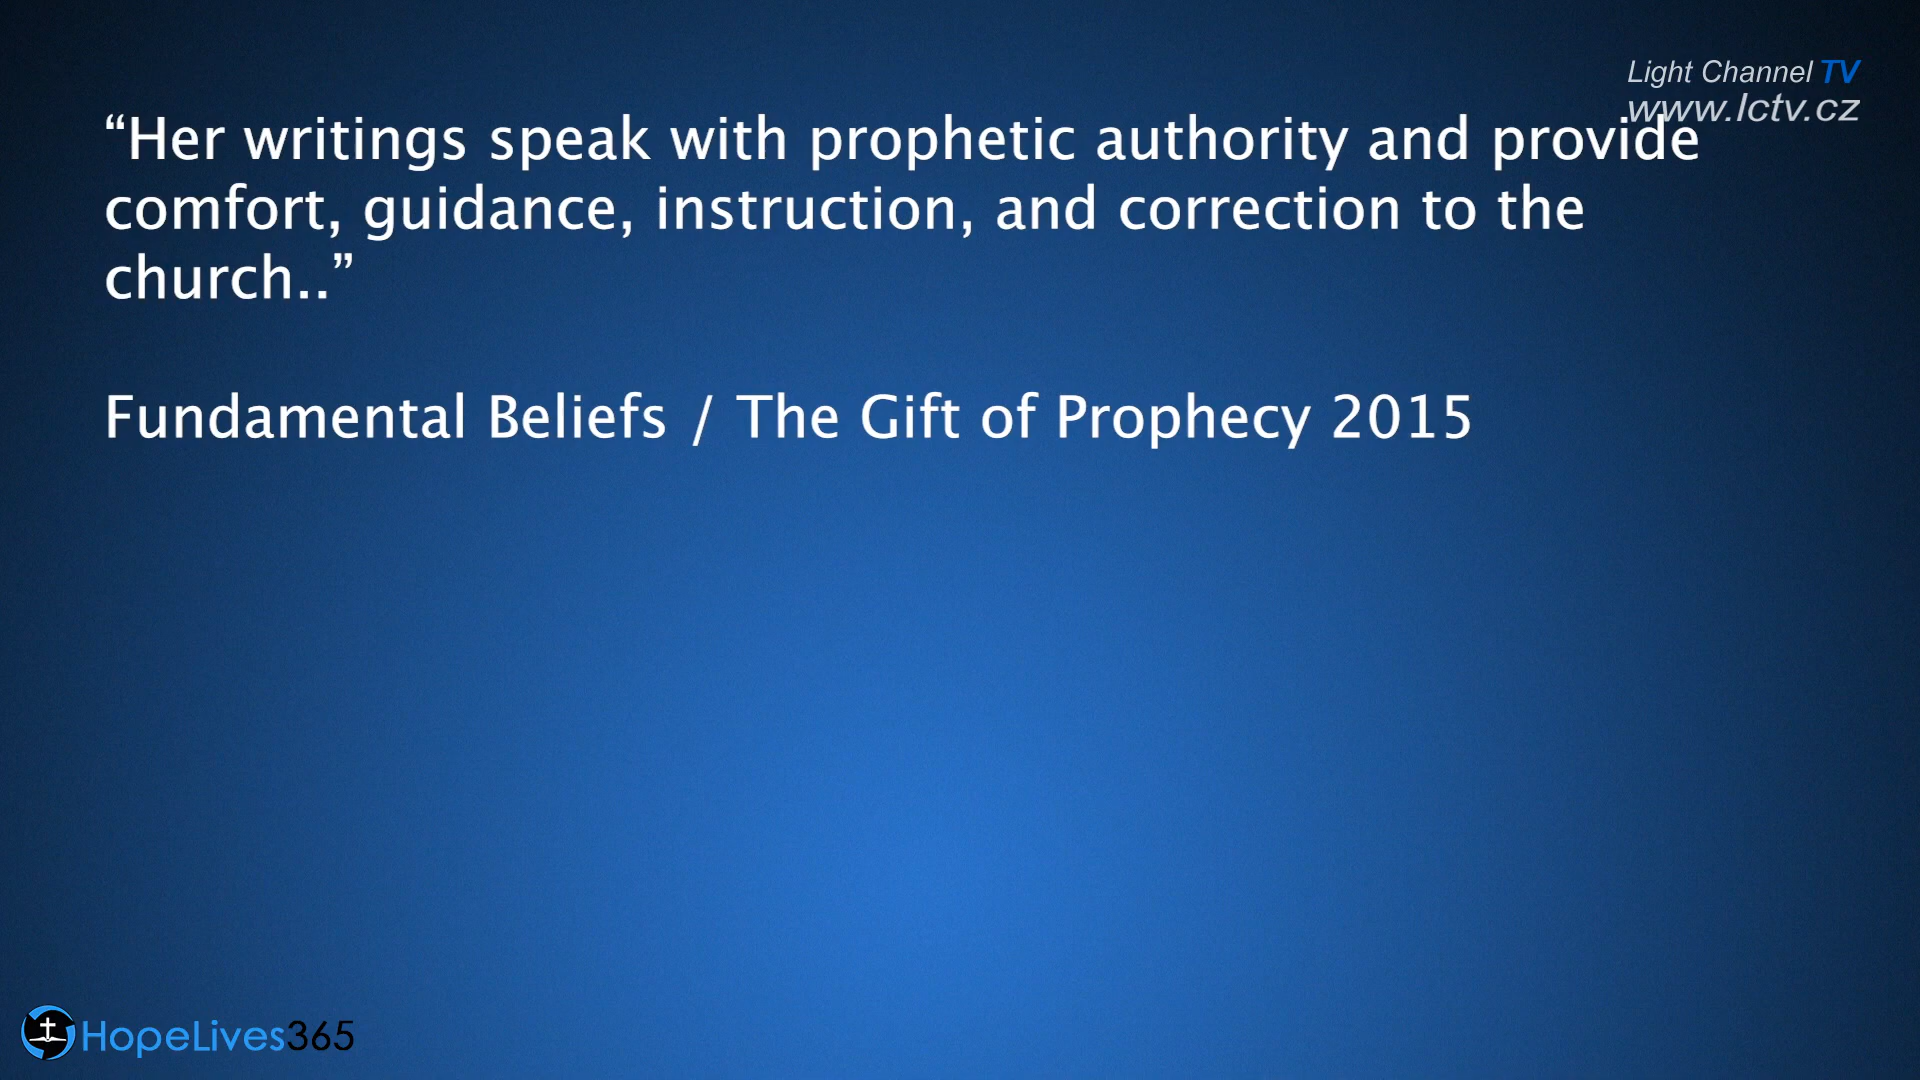 Light Channel TV
www.lctv.cz
“Her writings speak with prophetic authority and provide
comfort, guidance, instruction, and correction to the
church..”
Fundamental Beliefs / The Gift of Prophecy 2015
HopeLives365